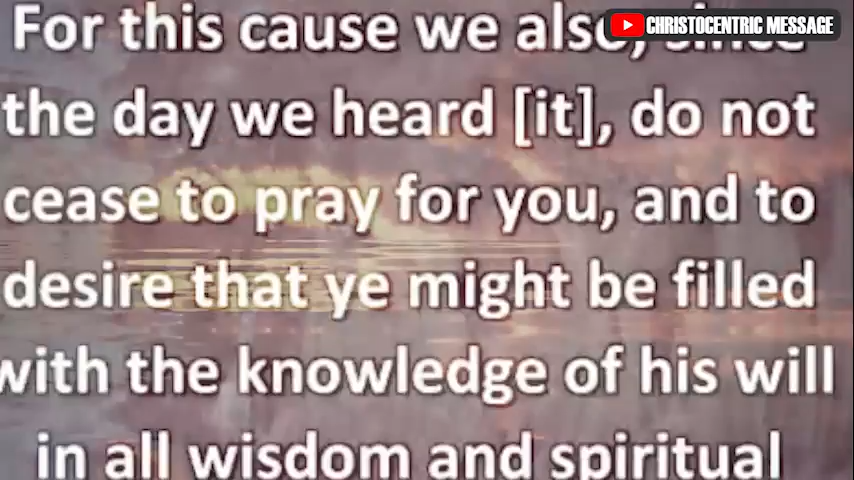 CHRISTOCENTRIC MESSAGE
For this cause we also, since
the day we heard [it], do not
cease to pray for you, and to
desire that ye might be filled
with the knowledge of his will
in all wisdom and spiritual